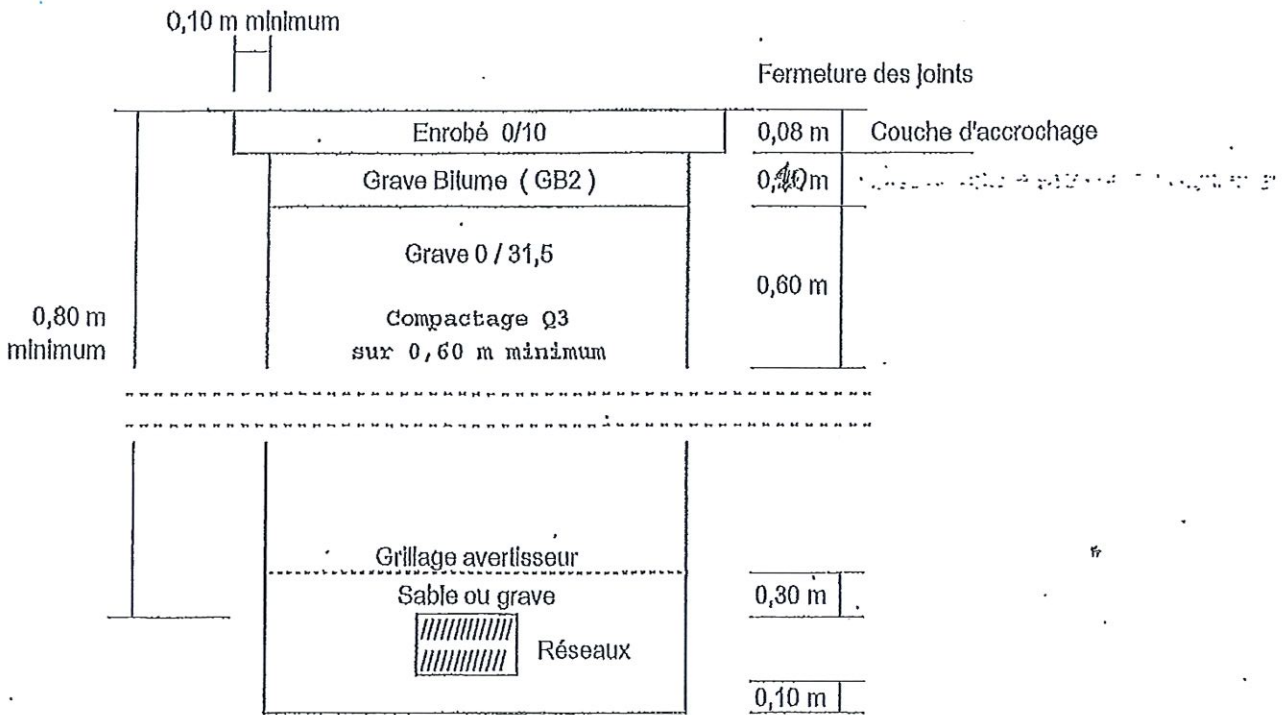 0,10 m minimum
Fermeture des joints
Enrobé 0/10
0,08 m
Couche d'accrochage
Grave Bitume ( GB2 )
Grave 0 / 31,5
0,60 m
0,80 m
minimum
Compactage Q3
sur 0,60 m minimum
Grillage avertisseur
Sable ou grave
0,30 m
Réseaux
0,10 m